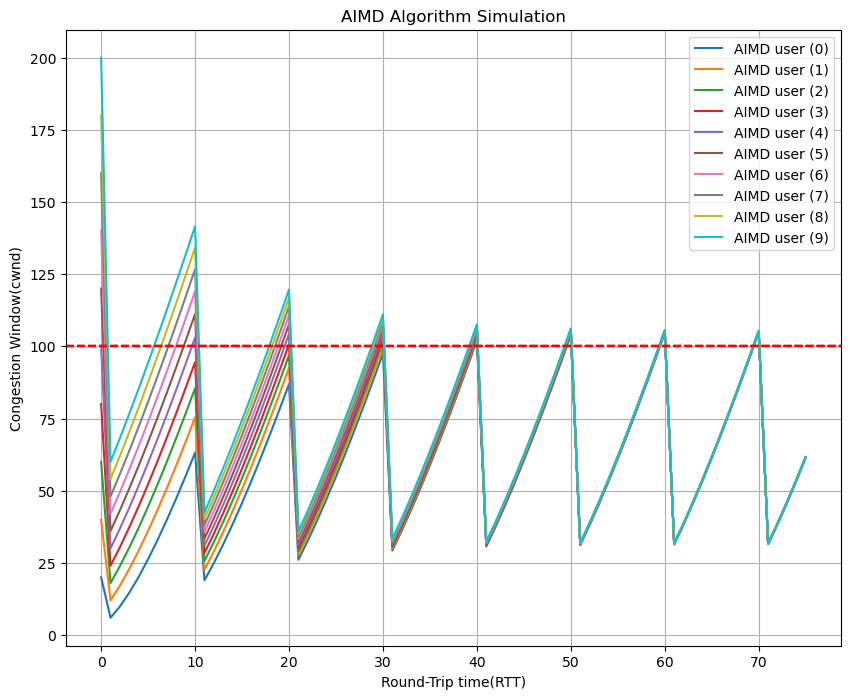 AIMD Algorithm Simulation
200
175
150
125
100
75
50
25
0
Congestion Window(cwnd)
AIMD user (0)
AIMD user (1)
AIMD user (2)
AIMD user (3)
AIMD user (4)
AIMD user (5)
AIMD user (6)
AIMD user (7)
AIMD user (8)
AIMD user (9)
0 10 20 30 40 50 60 70
Round-Trip time(RTT)